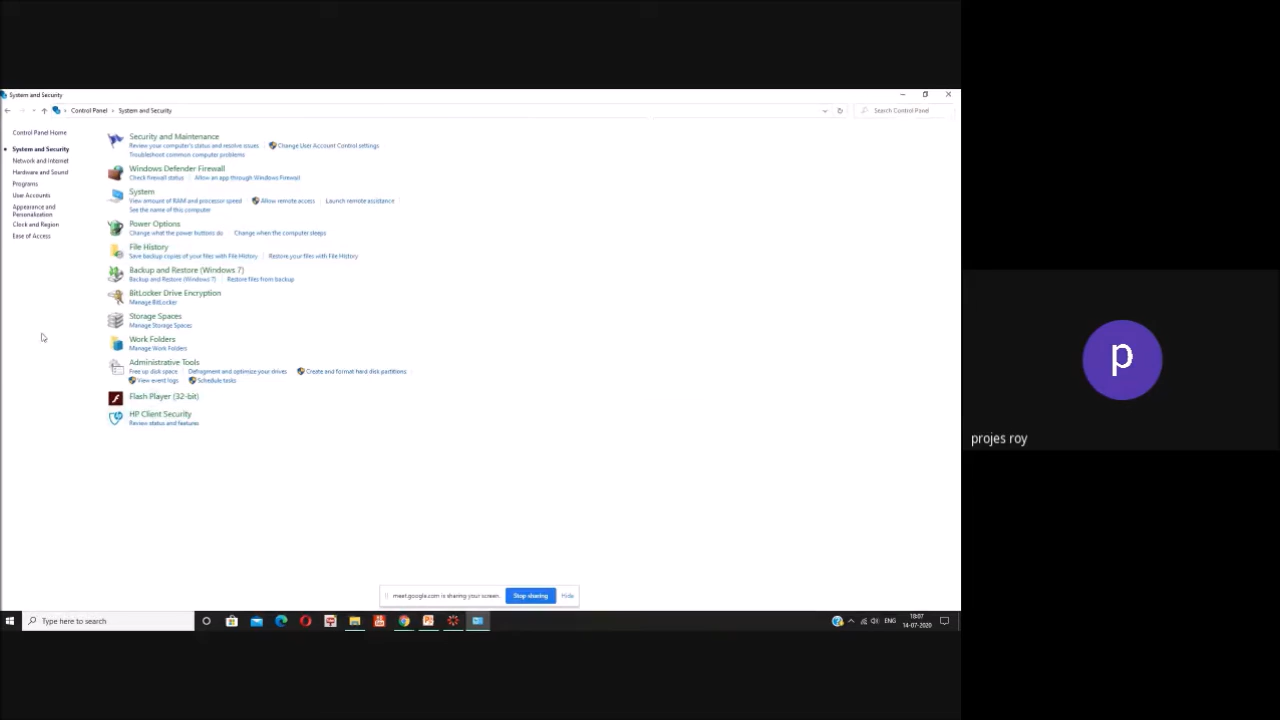 System and Security
Control Panel > System and Security
Search Control Panel
Control Panel Home
System and Security
Network and Internet
Hardware and Sound
Programs
User Accounts
Appearance and
Personalization
Clock and Region
Ease of Access
Security and Maintenance
Review your computer's status and resolve issues | Change User Account Control settings
Troubleshoot common computer problems
Windows Defender Firewall
Check firewall status | Allow an app through Windows Firewall
System
View amount of RAM and processor speed | Allow remote access | Launch remote assistance
See the name of this computer
Power Options
Change what the power buttons do | Change when the computer sleeps
File History
Save backup copies of your files with File History | Restore your files with File History
Backup and Restore (Windows 7)
Backup and Restore (Windows 7) | Restore files from backup
BitLocker Drive Encryption
Manage BitLocker
Storage Spaces
Manage Storage Spaces
Work Folders
Manage Work Folders
Administrative Tools
Free up disk space | Defragment and optimize your drives | Create and format hard disk partitions
View event logs | Schedule tasks
Flash Player (32-bit)
HP Client Security
Review status and features
p
projes roy
meet.google.com is sharing your screen. Stop sharing Hide
Type here to search
ENG
18:07
14-07-2020